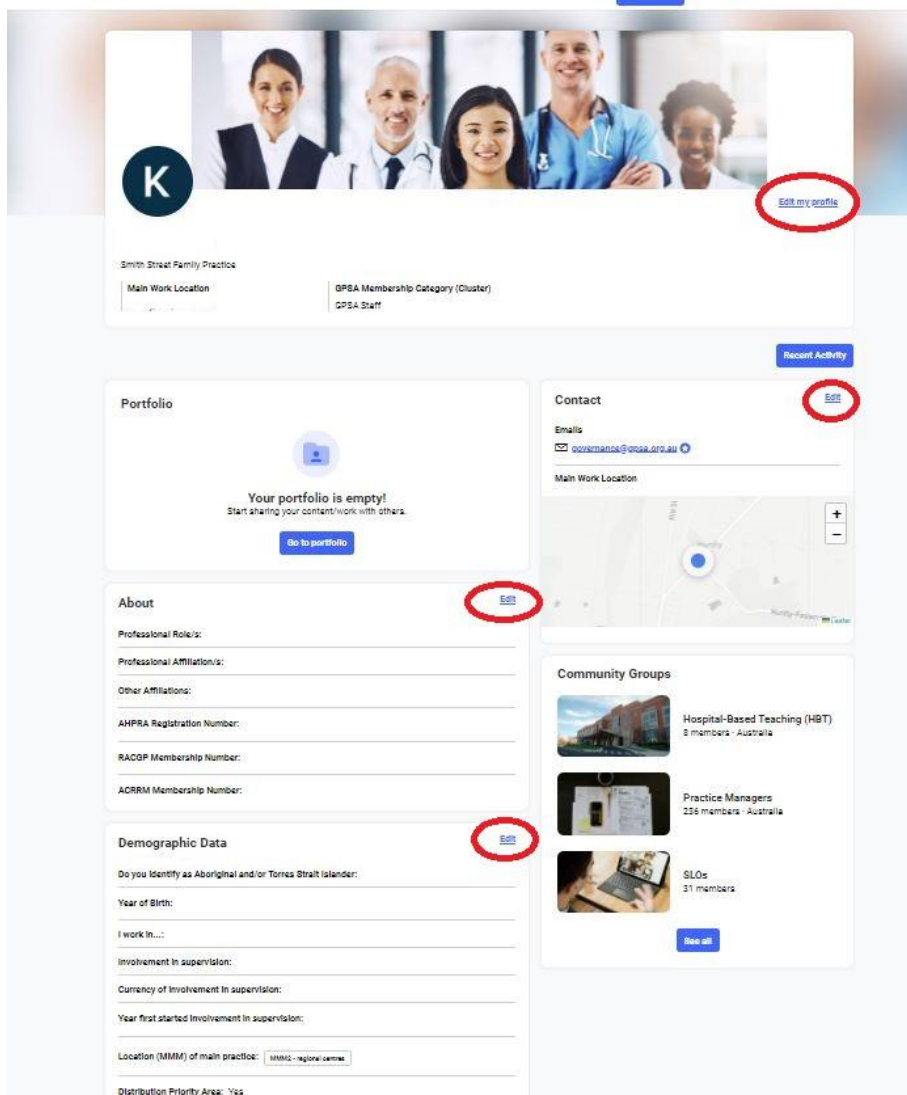 K
Edit my profile
Smith Street Family Practice
Main Work Location
GPSA Membership Category (Cluster)
GPSA Staff
Recent Activity
Portfolio
Your portfolio is empty!
Start sharing your content/work with others.
Go to portfolio
About
Edit
Professional Role/s:
Professional Affiliation/s:
Other Affiliations:
AHPRA Registration Number:
RACGP Membership Number:
ACRRM Membership Number:
Demographic Data
Edit
Do you identify as Aboriginal and/or Torres Strait Islander:
Year of Birth:
I work in...:
Involvement in supervision:
Currency of involvement in supervision:
Year first started involvement in supervision:
Location (MMM) of main practice: MMM2 - regional centres
Distribution Priority Area: Yes
Contact
Edit
Emails
governance@gpsa.org.au
Main Work Location
+
−
Huntly
Leaflet
Community Groups
Hospital-Based Teaching (HBT)
8 members · Australia
Practice Managers
236 members · Australia
SLOs
31 members
See all